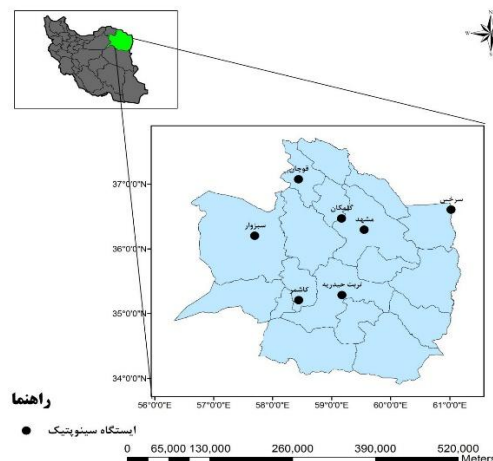 قوچان
گلمکان
مشهد
سرخس
سبزوار
تربت حیدریه
کاشمر
37°0'0"N
36°0'0"N
35°0'0"N
34°0'0"N
56°0'0"E 57°0'0"E 58°0'0"E 59°0'0"E 60°0'0"E 61°0'0"E
راهنما
ایستگاه سینوپتیک
0 65,000 130,000 260,000 390,000 520,000
Meters